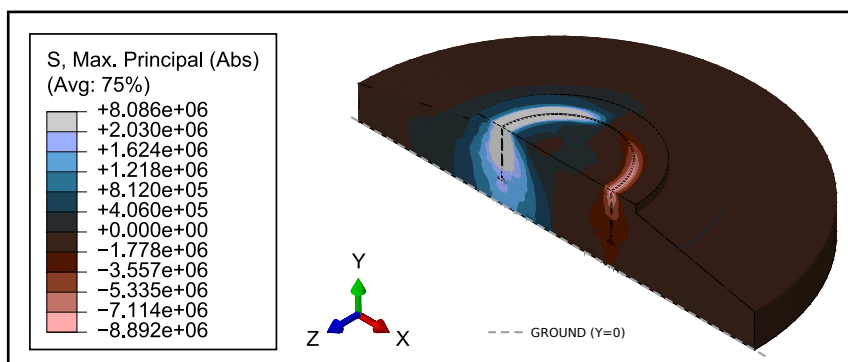 S, Max. Principal (Abs)
(Avg: 75%)
+8.086e+06
+2.030e+06
+1.624e+06
+1.218e+06
+8.120e+05
+4.060e+05
+0.000e+00
−1.778e+06
−3.557e+06
−5.335e+06
−7.114e+06
−8.892e+06
Y
Z
X
GROUND (Y=0)